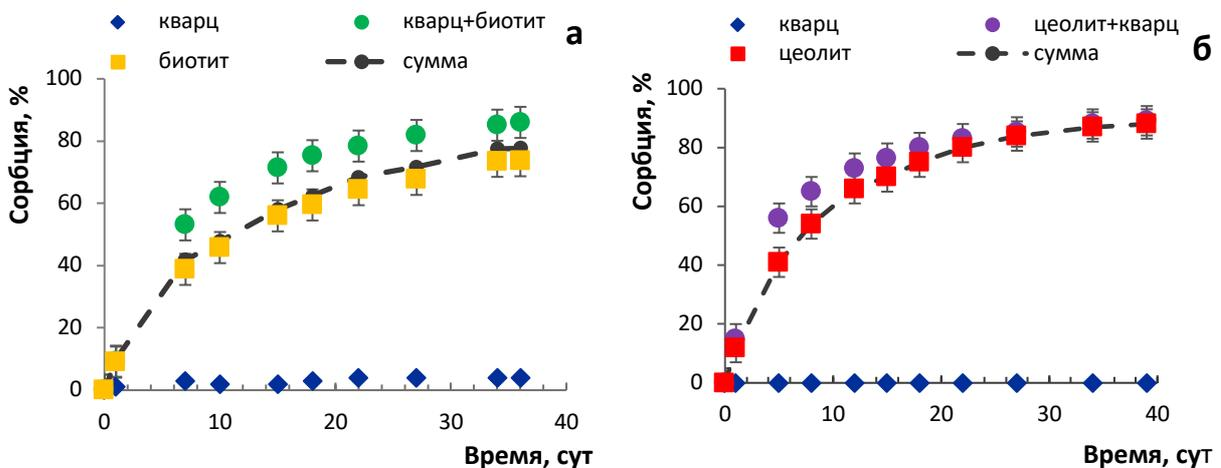 кварц
кварц+биотит
биотит
сумма
а
Сорбция, %
100
80
60
40
20
0
0 10 20 30 40
Время, сут
кварц
цеолит+кварц
цеолит
сумма
б
Сорбция, %
100
80
60
40
20
0
0 10 20 30 40
Время, сут